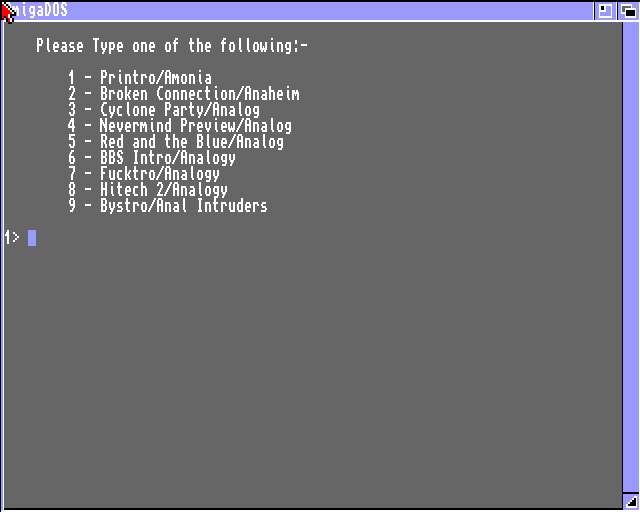 migaDOS
Please Type one of the following:-
1 - Printro/Amonia
2 - Broken Connection/Anaheim
3 - Cyclone Party/Analog
4 - Nevermind Preview/Analog
5 - Red and the Blue/Analog
6 - BBS Intro/Analogy
7 - Fucktro/Analogy
8 - Hitech 2/Analogy
9 - Bystro/Anal Intruders
1>